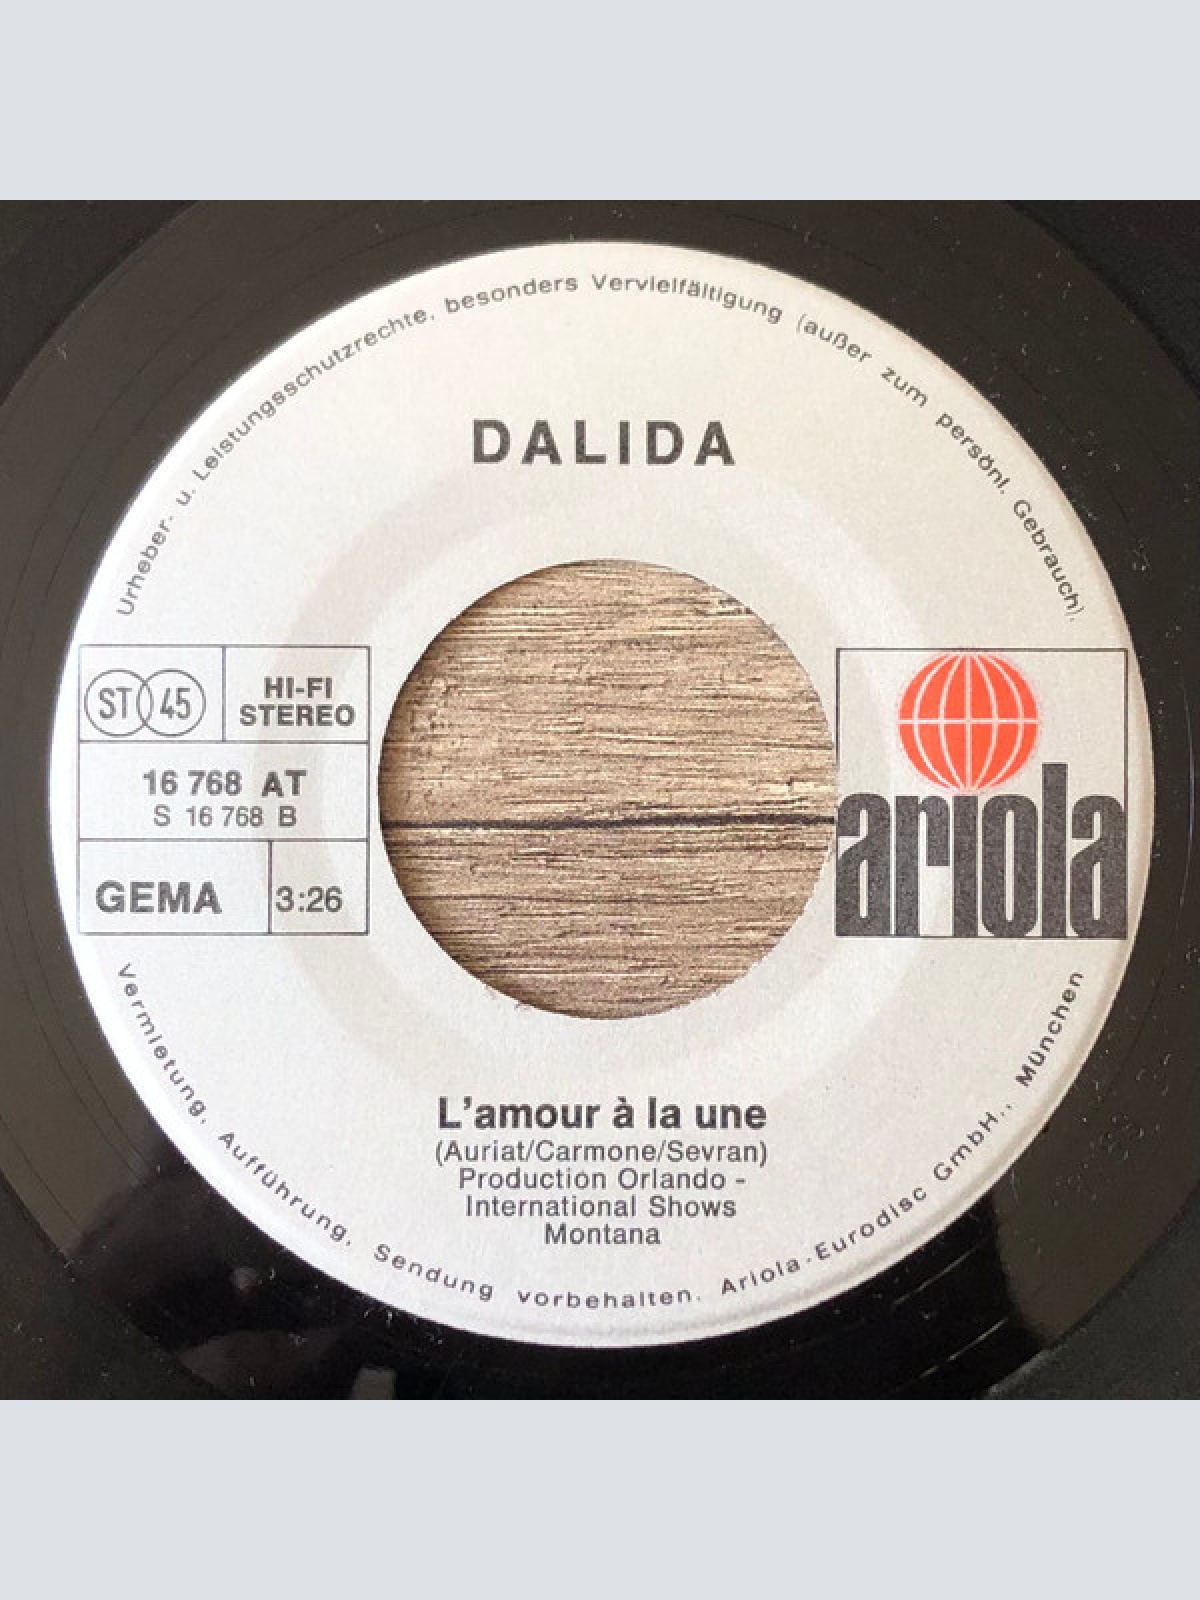 Urheber- u. Leistungsschutzrechte, besonders Vervielfältigung (außer zum persönl. Gebrauch).
DALIDA
ST 45
HI-FI
STEREO
16 768 AT
S 16 768 B
GEMA
3:26
ariola
L'amour à la une
(Auriat/Carmone/Sevran)
Production Orlando -
International Shows
Montana
Vermietung, Aufführung, Sendung vorbehalten. Ariola-Eurodisc GmbH., München